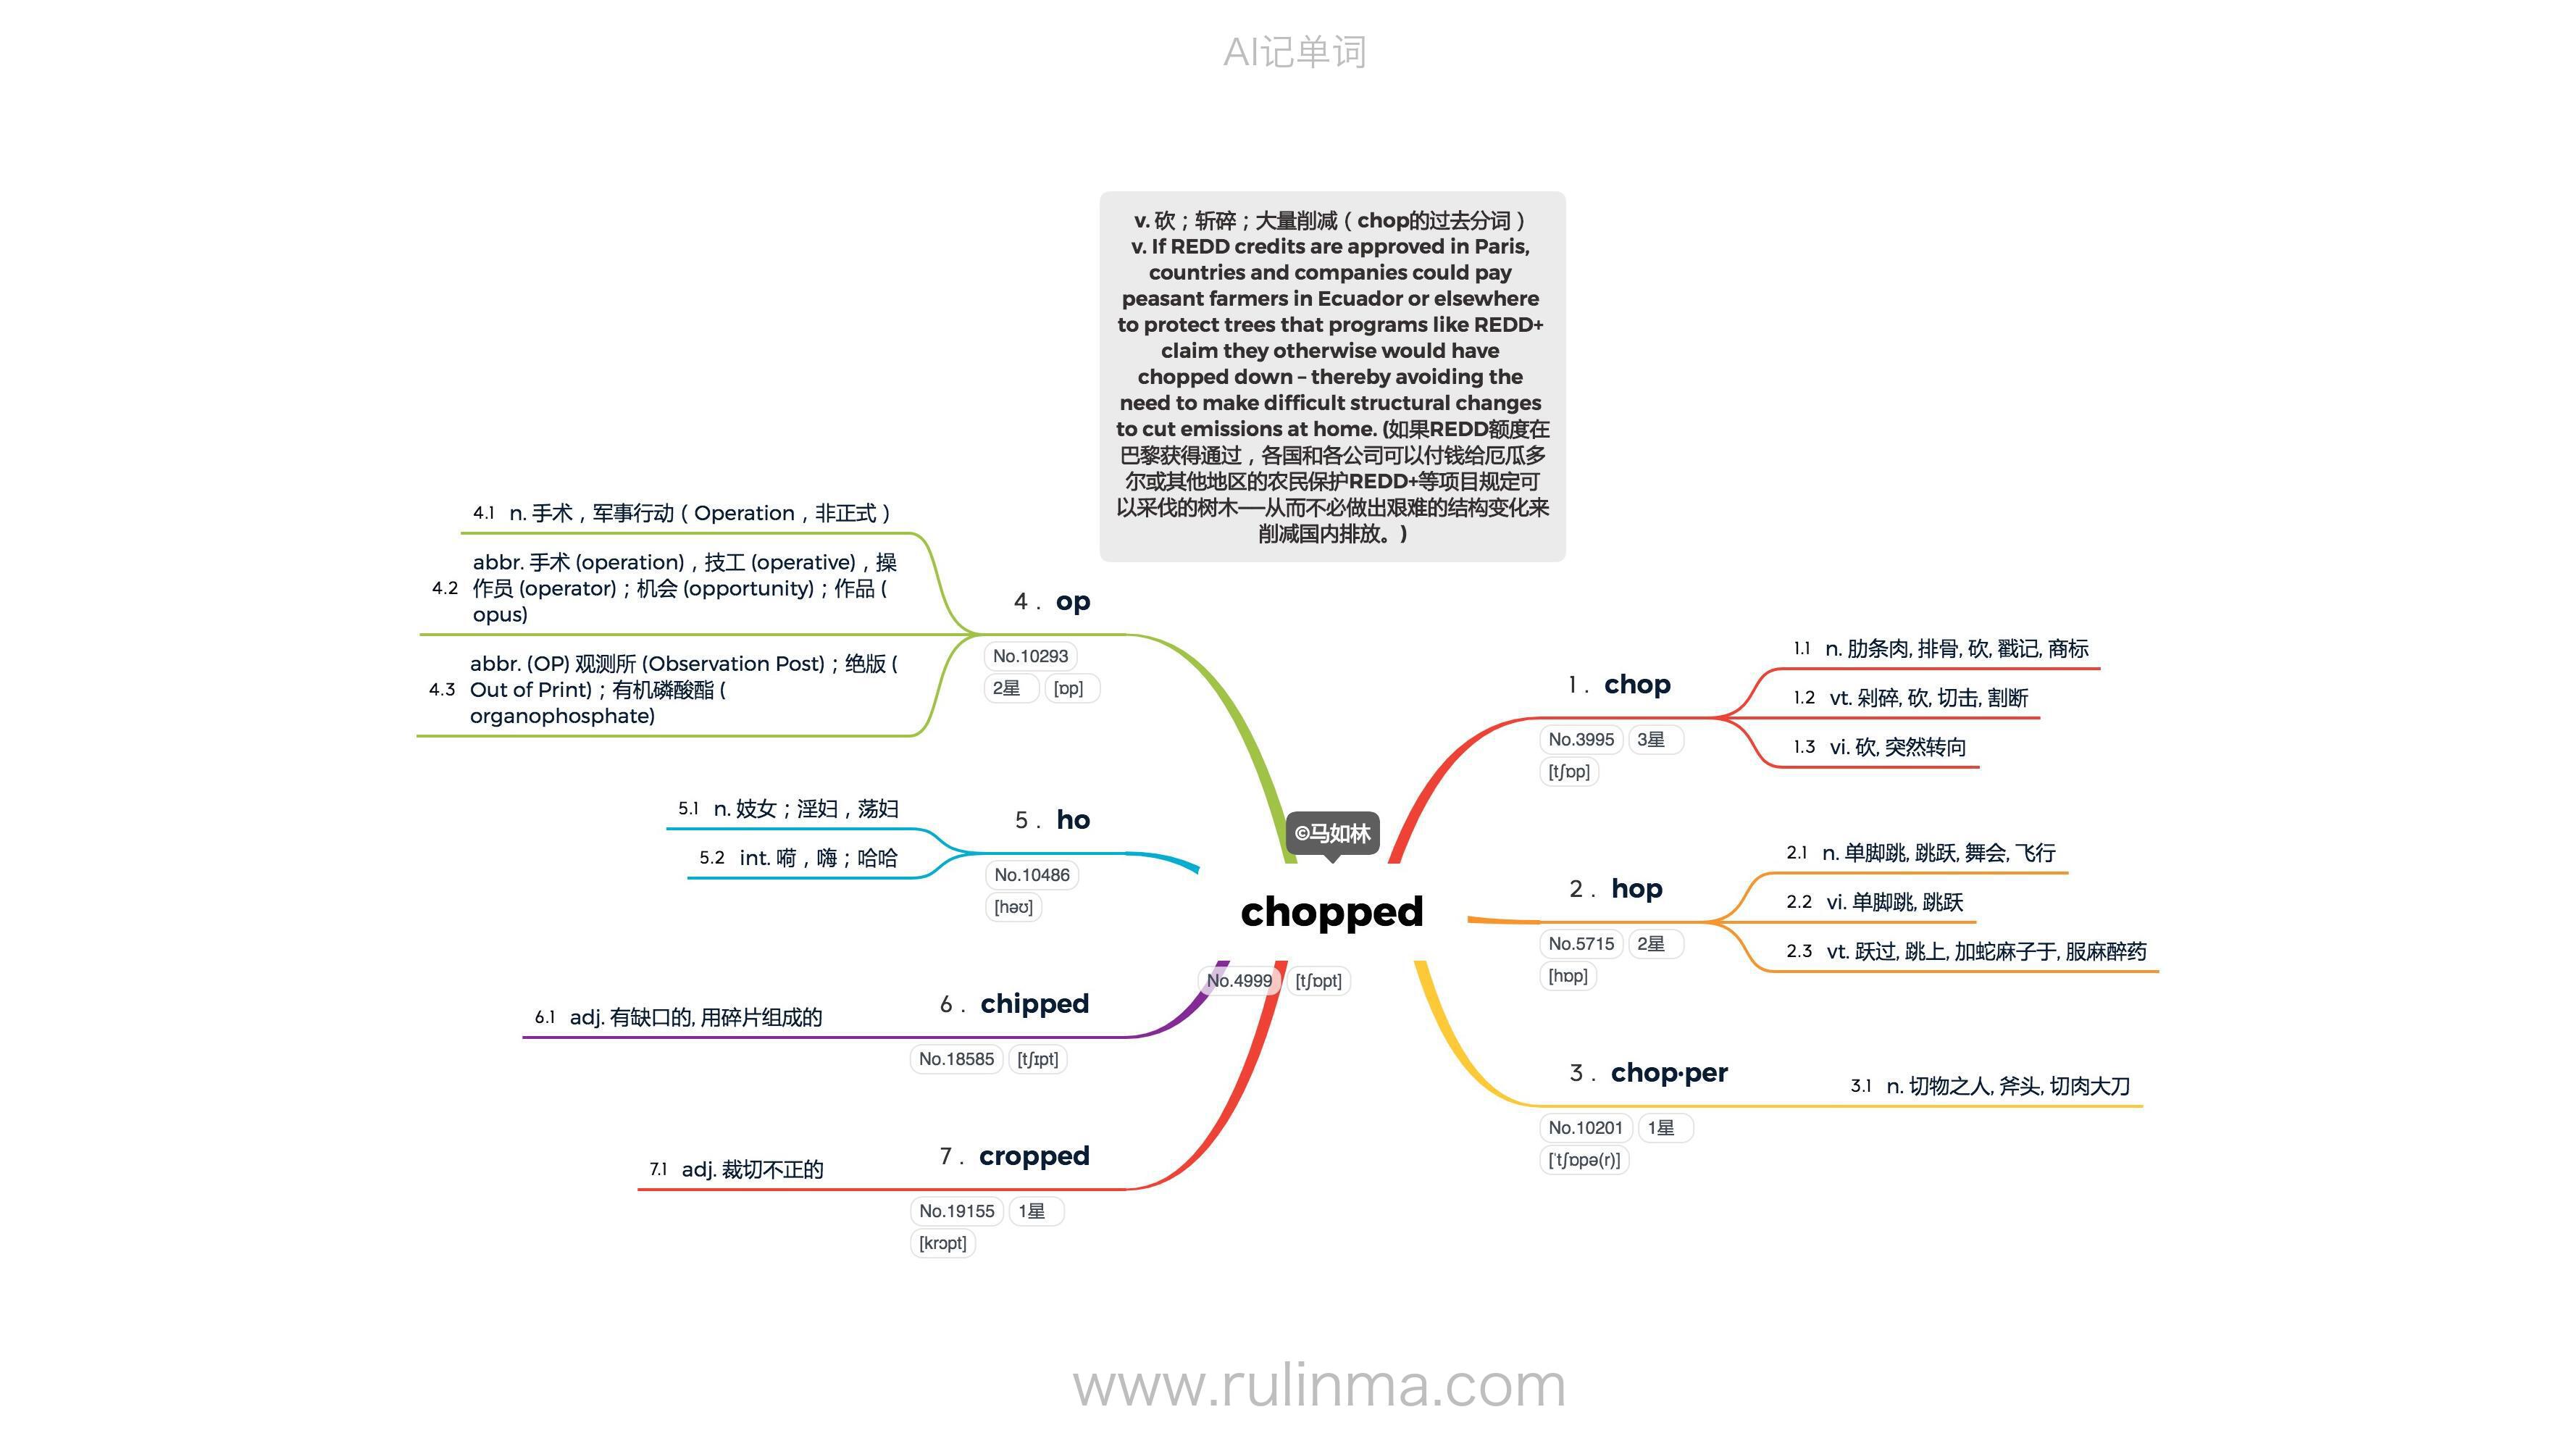 AI记单词
v. 砍；斩碎；大量削减（chop的过去分词）
v. If REDD credits are approved in Paris,
countries and companies could pay
peasant farmers in Ecuador or elsewhere
to protect trees that programs like REDD+
claim they otherwise would have
chopped down – thereby avoiding the
need to make difficult structural changes
to cut emissions at home. (如果REDD额度在
巴黎获得通过，各国和各公司可以付钱给厄瓜多
尔或其他地区的农民保护REDD+等项目规定可
以采伐的树木──从而不必做出艰难的结构变化来
削减国内排放。)
©马如林
chopped
No.4999 [tʃɒpt]
1. chop
No.3995 3星
[tʃɒp]
1.1 n. 肋条肉, 排骨, 砍, 戳记, 商标
1.2 vt. 剁碎, 砍, 切击, 割断
1.3 vi. 砍, 突然转向
2. hop
No.5715 2星
[hɒp]
2.1 n. 单脚跳, 跳跃, 舞会, 飞行
2.2 vi. 单脚跳, 跳跃
2.3 vt. 跃过, 跳上, 加蛇麻子于, 服麻醉药
3. chop·per
No.10201 1星
[ˈtʃɒpə(r)]
3.1 n. 切物之人, 斧头, 切肉大刀
4. op
No.10293
2星 [ɒp]
4.1 n. 手术，军事行动（Operation，非正式）
4.2 abbr. 手术 (operation)，技工 (operative)，操
作员 (operator)；机会 (opportunity)；作品 (
opus)
4.3 abbr. (OP) 观测所 (Observation Post)；绝版 (
Out of Print)；有机磷酸酯 (
organophosphate)
5. ho
No.10486
[həʊ]
5.1 n. 妓女；淫妇，荡妇
5.2 int. 嗬，嗨；哈哈
6. chipped
No.18585 [tʃɪpt]
6.1 adj. 有缺口的, 用碎片组成的
7. cropped
No.19155 1星
[krɔpt]
7.1 adj. 裁切不正的
www.rulinma.com